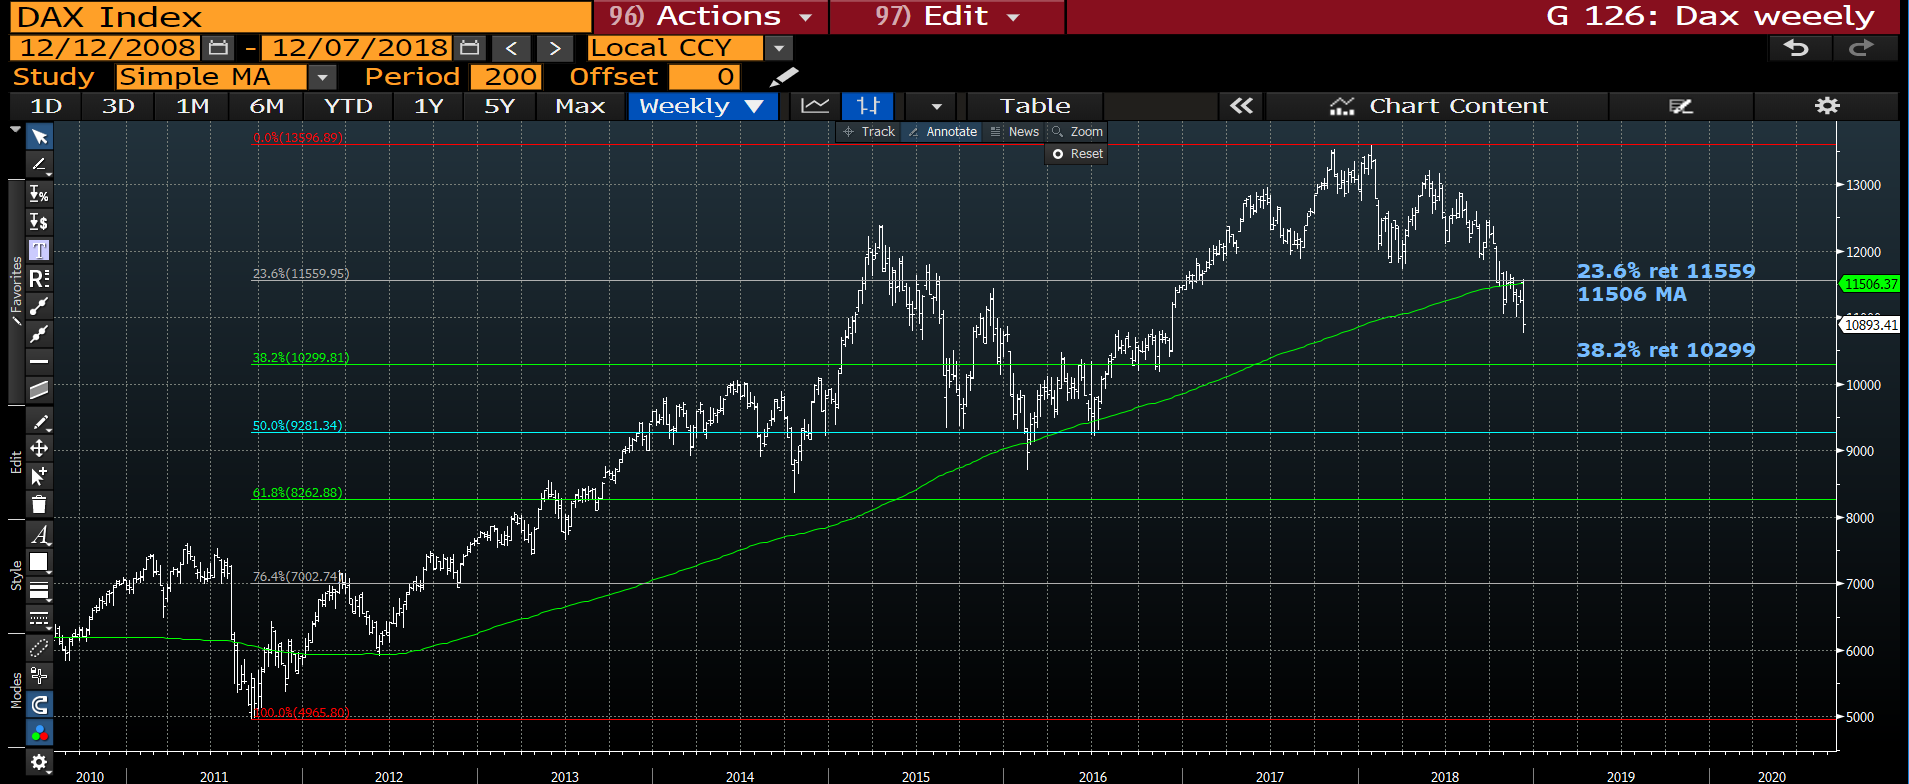 DAX Index 96) Actions 97) Edit G 126: Dax weeely
12/12/2008 - 12/07/2018 < > Local CCY
Study Simple MA Period 200 Offset 0
1D 3D 1M 6M YTD 1Y 5Y Max Weekly Table Chart Content
Track Annotate News Zoom
Reset
0.0%(13596.89)
13000
12000
23.6%(11559.95)
23.6% ret 11559
11506.37
11506 MA
11000
10893.41
38.2%(10299.81)
38.2% ret 10299
10000
50.0%(9281.34)
9000
61.8%(8262.88)
8000
76.4%(7002.74)
7000
6000
100.0%(4965.80)
5000
Favorites
Edit
Style
Modes
%
$
T
R
A
2010 2011 2012 2013 2014 2015 2016 2017 2018 2019 2020